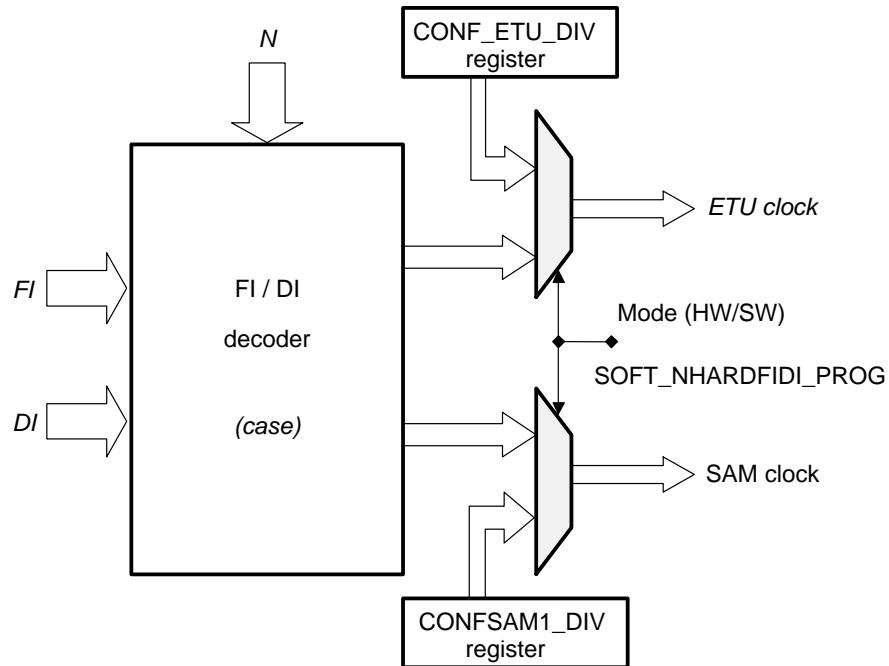 N
CONF_ETU_DIV
register
ETU clock
FI
FI / DI
decoder
Mode (HW/SW)
SOFT_NHARDFIDI_PROG
DI
(case)
SAM clock
CONFSAM1_DIV
register